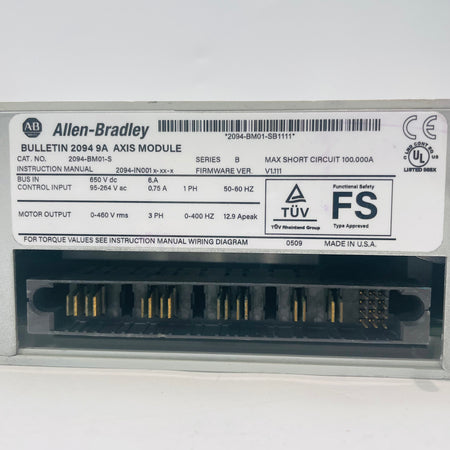 AB
Allen-Bradley
*2094-BM01-SB1111*
CE
BULLETIN 2094 9A AXIS MODULE
CAT. NO. 2094-BM01-S SERIES B MAX SHORT CIRCUIT 100,000A
INSTRUCTION MANUAL 2094-IN001x-xx-x FIRMWARE VER. V1.111
C UL US
LISTED 966X
BUS IN 650 V dc 6A
CONTROL INPUT 95-264 V ac 0.75 A 1 PH 50-60 HZ
MOTOR OUTPUT 0-460 V rms 3 PH 0-400 HZ 12.9 Apeak
TÜV
TÜV Rheinland Group
Functional Safety
FS
Type Approved
FOR TORQUE VALUES SEE INSTRUCTION MANUAL WIRING DIAGRAM 0509 MADE IN U.S.A.